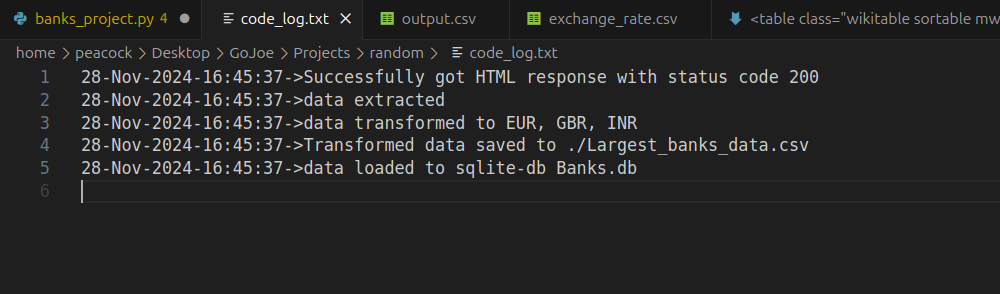 banks_project.py 4 ● code_log.txt × output.csv exchange_rate.csv <table class="wikitable sortable mw
home > peacock > Desktop > GoJoe > Projects > random > code_log.txt
1 28-Nov-2024-16:45:37->Successfully got HTML response with status code 200
2 28-Nov-2024-16:45:37->data extracted
3 28-Nov-2024-16:45:37->data transformed to EUR, GBR, INR
4 28-Nov-2024-16:45:37->Transformed data saved to ./Largest_banks_data.csv
5 28-Nov-2024-16:45:37->data loaded to sqlite-db Banks.db
6